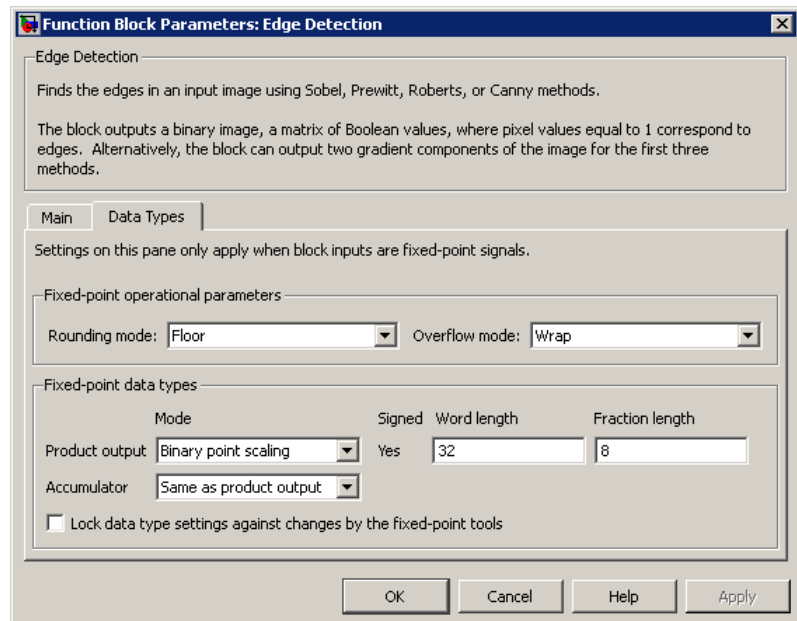 Function Block Parameters: Edge Detection
Edge Detection
Finds the edges in an input image using Sobel, Prewitt, Roberts, or Canny methods.
The block outputs a binary image, a matrix of Boolean values, where pixel values equal to 1 correspond to
edges.  Alternatively, the block can output two gradient components of the image for the first three
methods.
Main Data Types
Settings on this pane only apply when block inputs are fixed-point signals.
Fixed-point operational parameters
Rounding mode: Floor Overflow mode: Wrap
Fixed-point data types
Mode Signed Word length Fraction length
Product output Binary point scaling Yes 32 8
Accumulator Same as product output
Lock data type settings against changes by the fixed-point tools
OK Cancel Help Apply